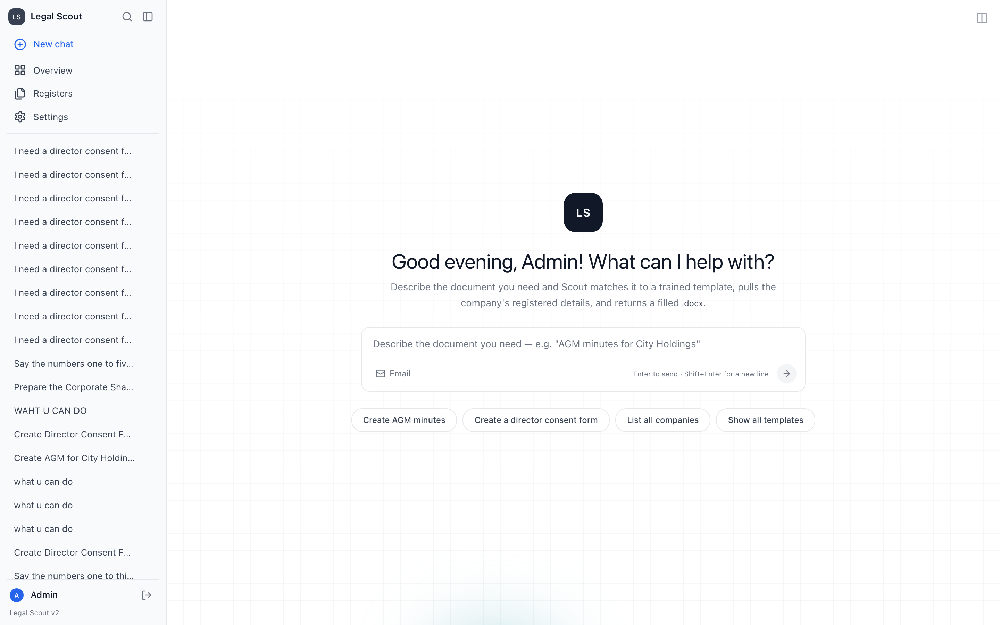 LS Legal Scout
New chat
Overview
Registers
Settings
I need a director consent f...
I need a director consent f...
I need a director consent f...
I need a director consent f...
I need a director consent f...
I need a director consent f...
I need a director consent f...
I need a director consent f...
I need a director consent f...
Say the numbers one to fiv...
Prepare the Corporate Sha...
WAHT U CAN DO
Create Director Consent F...
Create AGM for City Holdin...
what u can do
what u can do
what u can do
Create Director Consent F...
Say the numbers one to thi...
A Admin
Legal Scout v2
LS
Good evening, Admin! What can I help with?
Describe the document you need and Scout matches it to a trained template, pulls the
company's registered details, and returns a filled .docx.
Describe the document you need — e.g. "AGM minutes for City Holdings"
Email
Enter to send · Shift+Enter for a new line
Create AGM minutes
Create a director consent form
List all companies
Show all templates